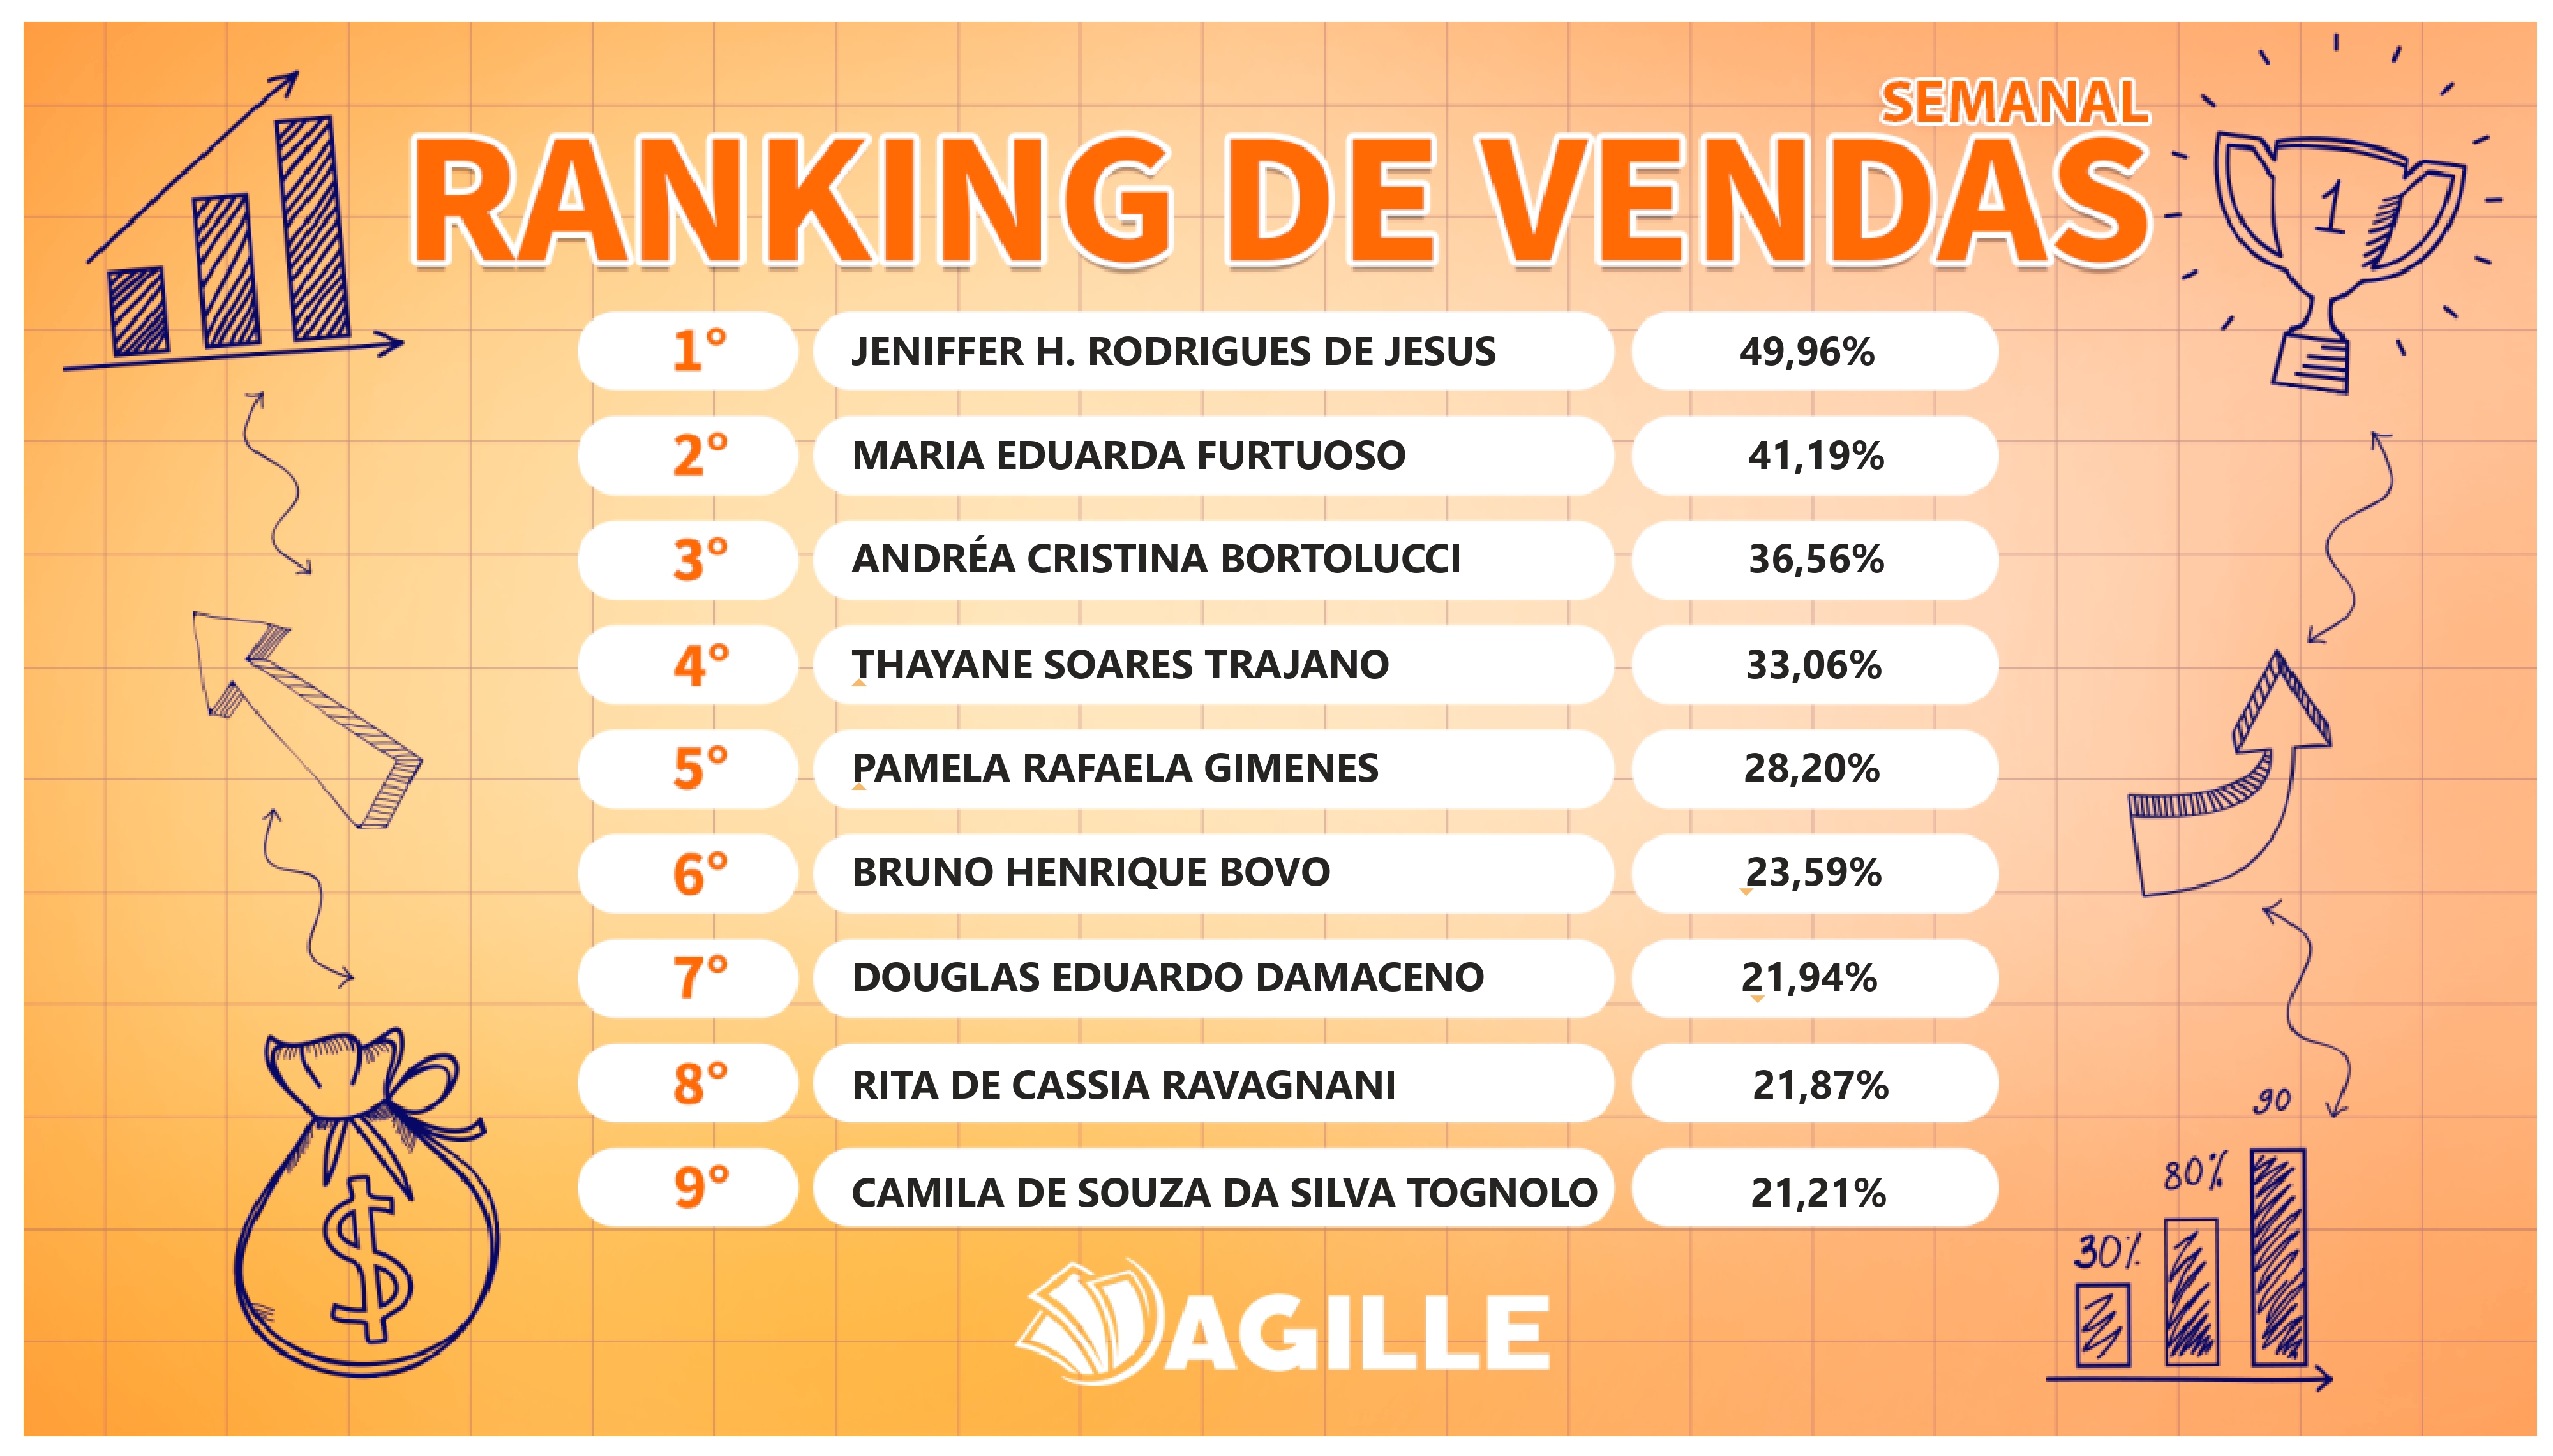 SEMANAL
RANKING DE VENDAS
1
1° JENIFFER H. RODRIGUES DE JESUS 49,96%
2° MARIA EDUARDA FURTUOSO 41,19%
3° ANDRÉA CRISTINA BORTOLUCCI 36,56%
4° THAYANE SOARES TRAJANO 33,06%
5° PAMELA RAFAELA GIMENES 28,20%
6° BRUNO HENRIQUE BOVO 23,59%
7° DOUGLAS EDUARDO DAMACENO 21,94%
8° RITA DE CASSIA RAVAGNANI 21,87%
9° CAMILA DE SOUZA DA SILVA TOGNOLO 21,21%
$
30%
80%
90
AGILLE